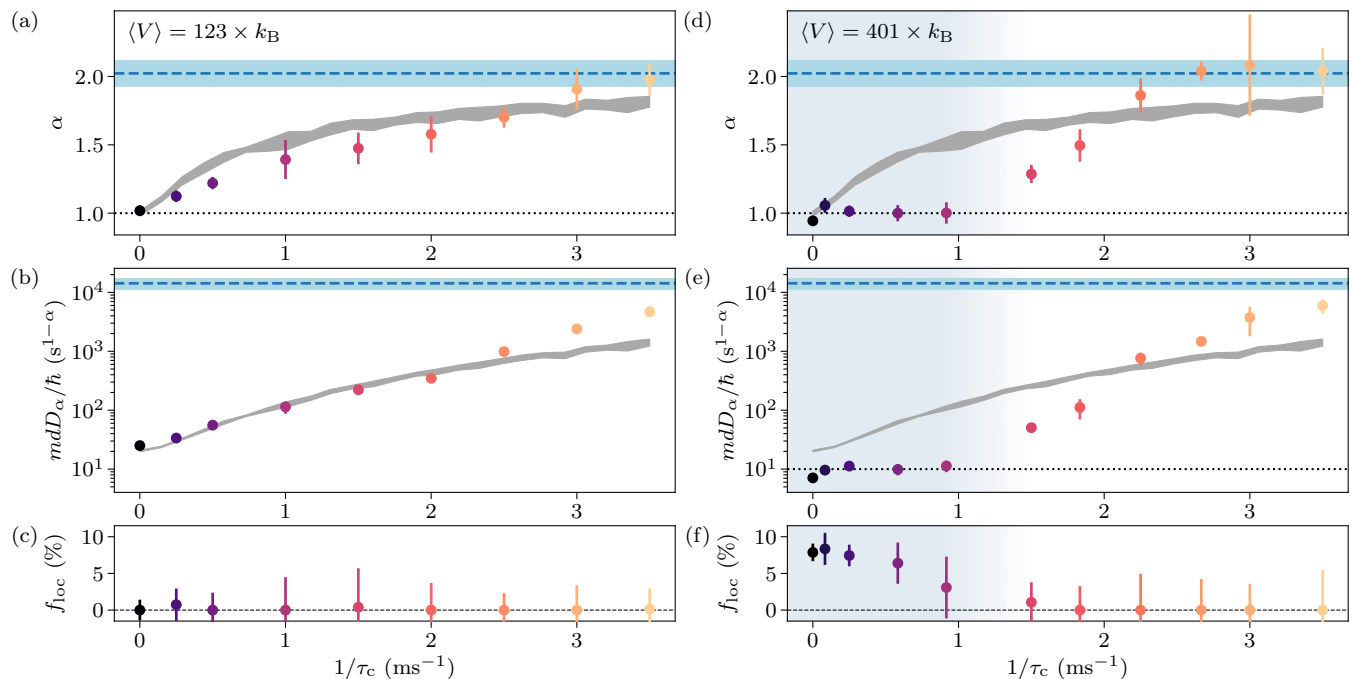 (a)
⟨V⟩ = 123 × k_B
α
2.0
1.5
1.0
0 1 2 3
(b)
mdD_α/ħ (s^{1−α})
10^4
10^3
10^2
10^1
0 1 2 3
(c)
f_loc (%)
10
5
0
0 1 2 3
1/τ_c (ms^{−1})
(d)
⟨V⟩ = 401 × k_B
α
2.0
1.5
1.0
0 1 2 3
(e)
mdD_α/ħ (s^{1−α})
10^4
10^3
10^2
10^1
0 1 2 3
(f)
f_loc (%)
10
5
0
0 1 2 3
1/τ_c (ms^{−1})